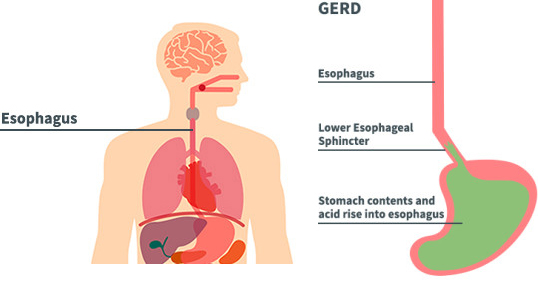 Esophagus
GERD
Esophagus
Lower Esophageal
Sphincter
Stomach contents and
acid rise into esophagus